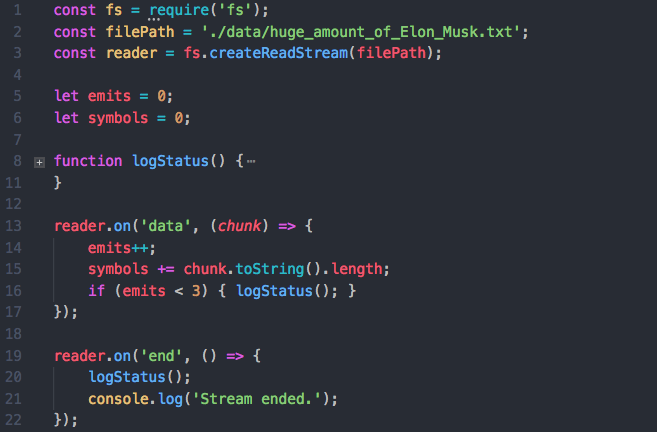 1 const fs = require('fs');
2 const filePath = './data/huge_amount_of_Elon_Musk.txt';
3 const reader = fs.createReadStream(filePath);
4
5 let emits = 0;
6 let symbols = 0;
7
8 function logStatus() {⋯
11 }
12
13 reader.on('data', (chunk) => {
14 emits++;
15 symbols += chunk.toString().length;
16 if (emits < 3) { logStatus(); }
17 });
18
19 reader.on('end', () => {
20 logStatus();
21 console.log('Stream ended.');
22 });